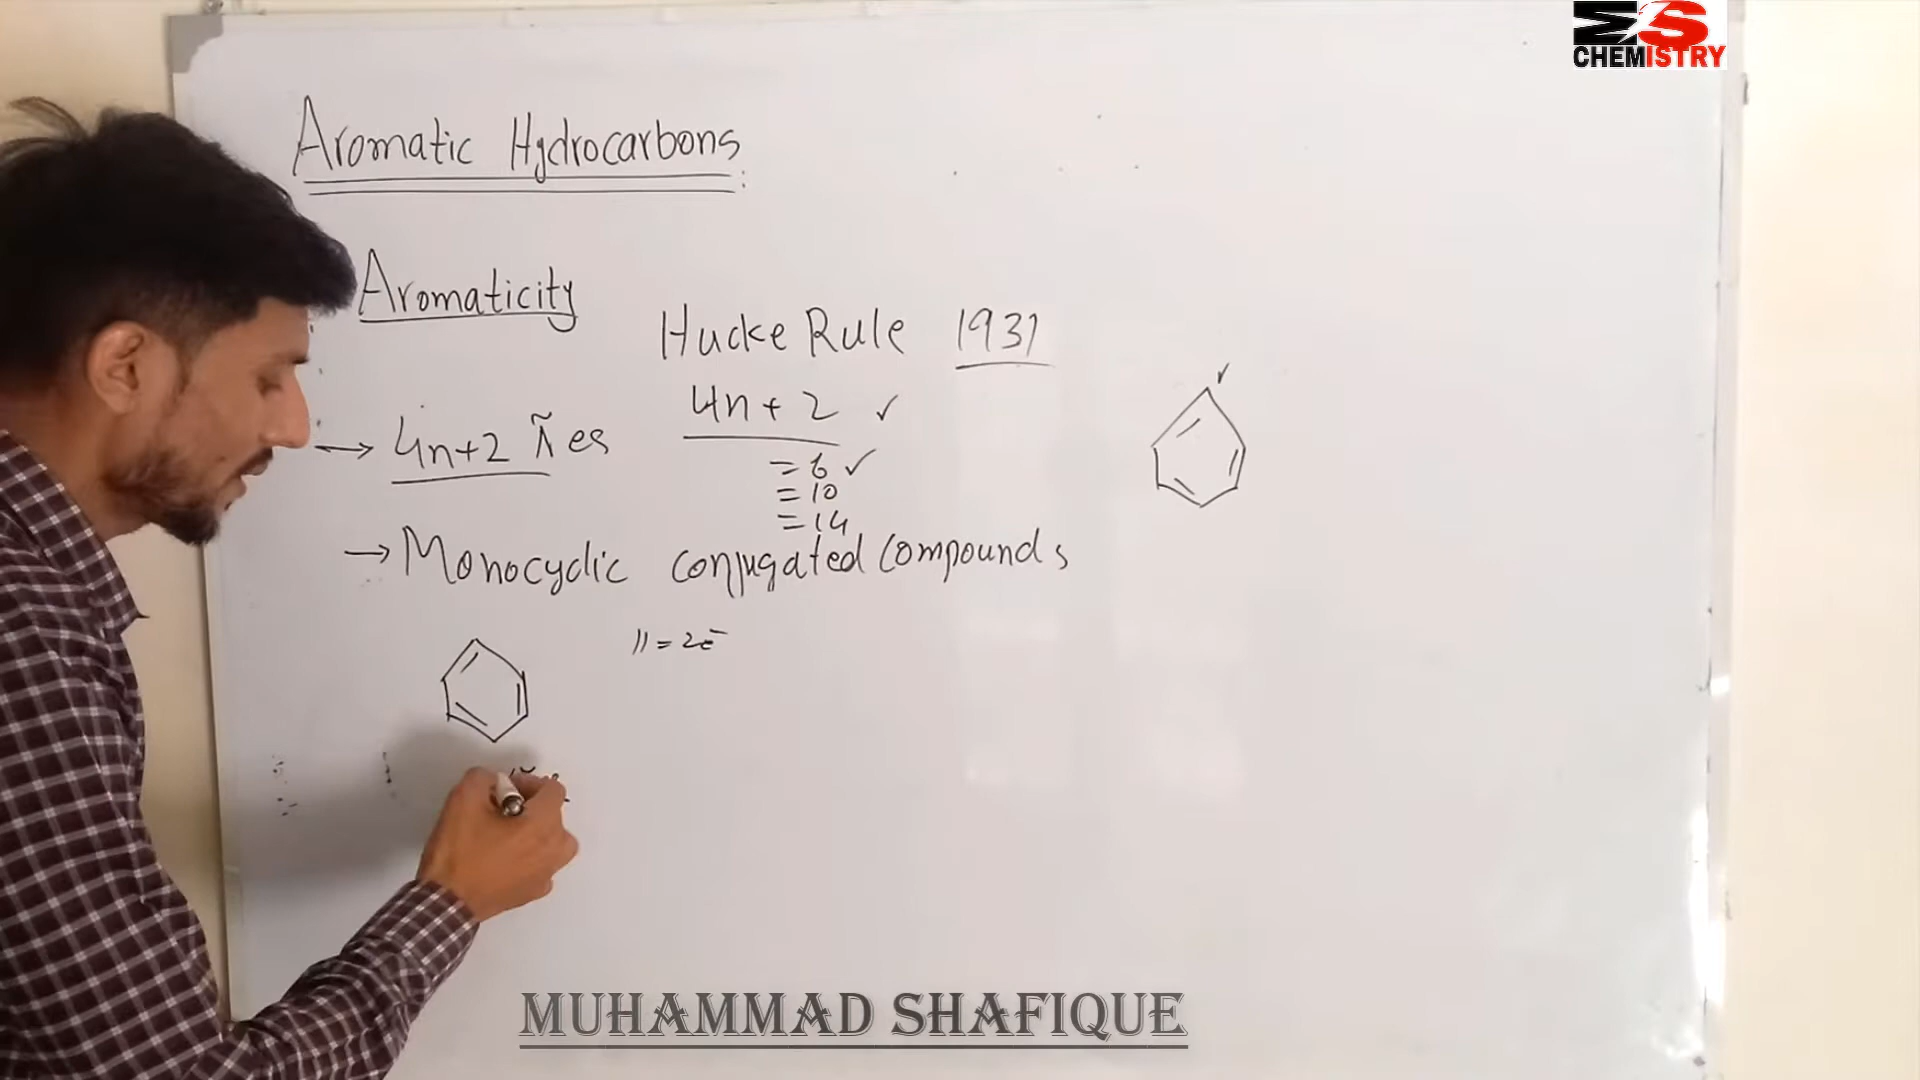 MS
CHEMISTRY
Aromatic Hydrocarbons:
Aromaticity
Hucke Rule 1931
4n+2 ✓
→ 4n+2 π̃ es
= 6 ✓
= 10
= 14
→ Monocyclic conjugated compounds
// = 2e⁻
MUHAMMAD SHAFIQUE